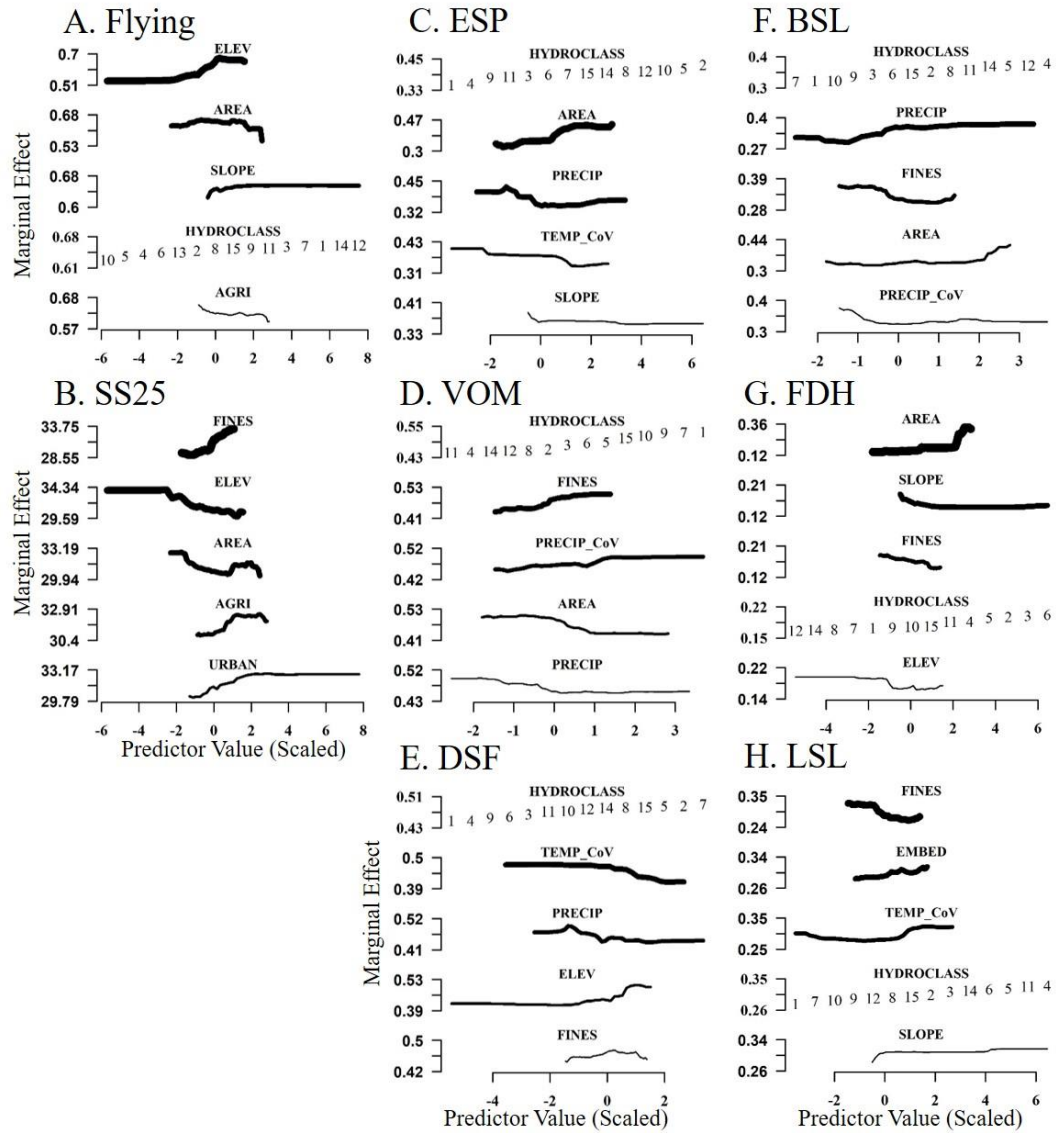 A. Flying
0.7
0.51
ELEV
0.68
0.53
AREA
0.68
0.6
SLOPE
0.68
0.61
HYDROCLASS
10 5 4 6 13 2 8 15 9 11 3 7 1 14 12
0.68
0.57
AGRI
-6 -4 -2 0 2 4 6 8
Marginal Effect
B. SS25
33.75
28.55
FINES
34.34
29.59
ELEV
33.19
29.94
AREA
32.91
30.4
AGRI
33.17
29.79
URBAN
-6 -4 -2 0 2 4 6 8
Predictor Value (Scaled)
Marginal Effect
C. ESP
0.45
0.33
HYDROCLASS
1 4 9 11 3 6 7 15 14 8 12 10 5 2
0.47
0.3
AREA
0.45
0.32
PRECIP
0.43
0.31
TEMP_CoV
0.41
0.33
SLOPE
-2 0 2 4 6
D. VOM
0.55
0.43
HYDROCLASS
11 4 14 12 8 2 3 6 5 15 10 9 7 1
0.53
0.41
FINES
0.52
0.42
PRECIP_CoV
0.53
0.41
AREA
0.52
0.43
PRECIP
-2 -1 0 1 2 3
E. DSF
0.51
0.43
HYDROCLASS
1 4 9 6 3 11 10 12 14 8 15 5 2 7
0.5
0.39
TEMP_CoV
0.52
0.41
PRECIP
0.53
0.39
ELEV
0.5
0.42
FINES
-4 -2 0 2
Predictor Value (Scaled)
Marginal Effect
F. BSL
0.4
0.3
HYDROCLASS
7 1 10 9 3 6 15 2 8 11 14 5 12 4
0.4
0.27
PRECIP
0.39
0.28
FINES
0.44
0.3
AREA
0.4
0.3
PRECIP_CoV
-2 -1 0 1 2 3
G. FDH
0.36
0.12
AREA
0.21
0.12
SLOPE
0.21
0.12
FINES
0.22
0.15
HYDROCLASS
12 14 8 7 1 9 10 15 11 4 5 2 3 6
0.22
0.14
ELEV
-4 -2 0 2 4 6
H. LSL
0.35
0.24
FINES
0.34
0.26
EMBED
0.35
0.25
TEMP_CoV
0.35
0.26
HYDROCLASS
1 7 10 9 12 8 15 2 3 14 6 5 11 4
0.34
0.26
SLOPE
-4 -2 0 2 4 6
Predictor Value (Scaled)